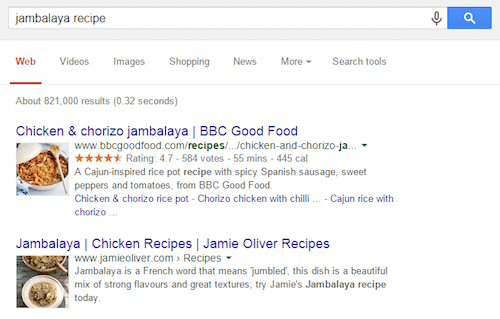 jambalaya recipe
Web Videos Images Shopping News More Search tools
About 821,000 results (0.32 seconds)
Chicken & chorizo jambalaya | BBC Good Food
www.bbcgoodfood.com/recipes/.../chicken-and-chorizo-ja...
Rating: 4.7 - 584 votes - 55 mins - 445 cal
A Cajun-inspired rice pot recipe with spicy Spanish sausage, sweet
peppers and tomatoes, from BBC Good Food.
Chicken & chorizo rice pot - Chorizo chicken with chilli ... - Cajun rice with
chorizo ...
Jambalaya | Chicken Recipes | Jamie Oliver Recipes
www.jamieoliver.com › Recipes
Jambalaya is a French word that means 'jumbled', this dish is a beautiful
mix of strong flavours and great textures; try Jamie's Jambalaya recipe
today.